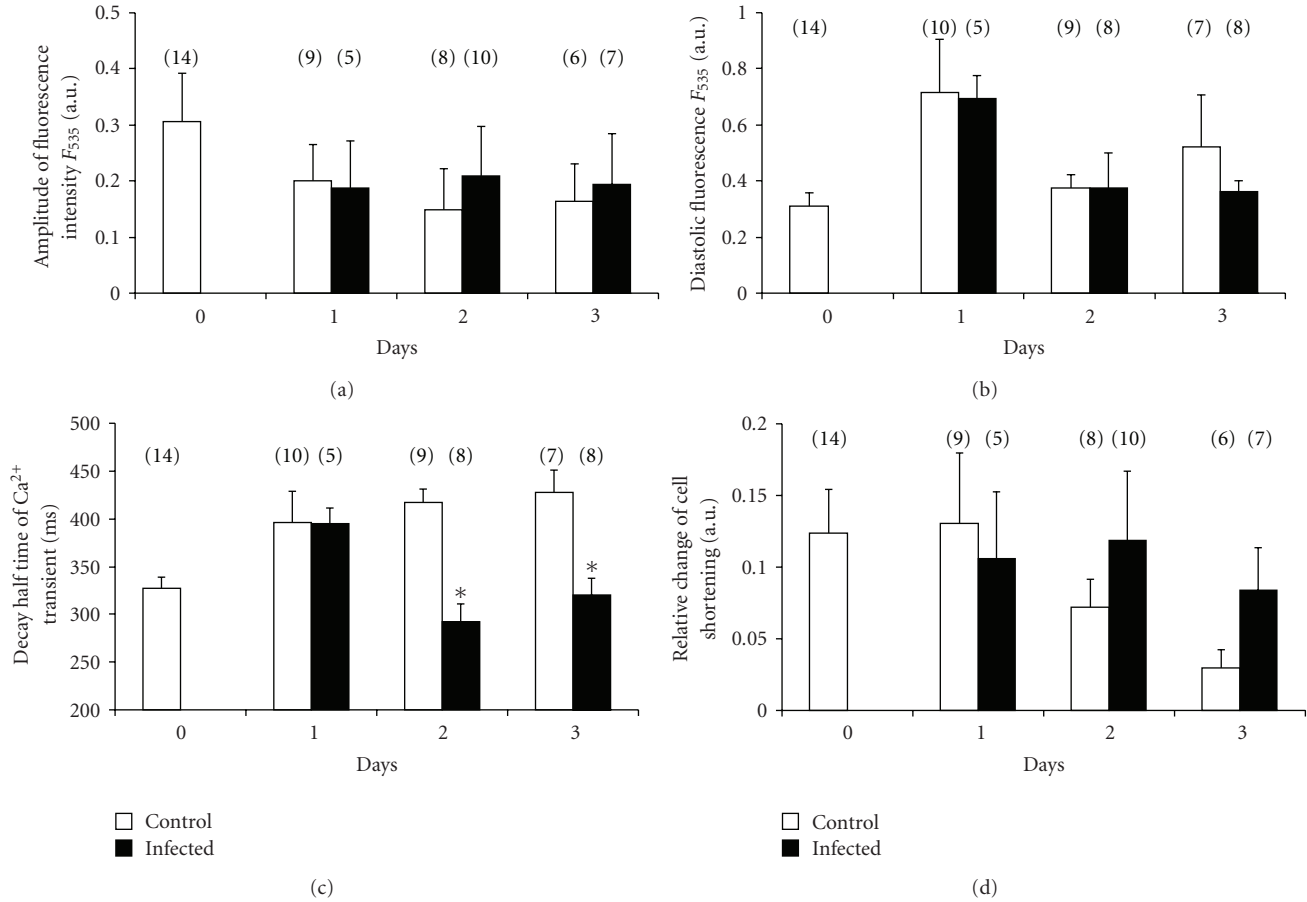 0.5
0.4
0.3
0.2
0.1
0
Amplitude of fluorescence
intensity F535 (a.u.)
(14)
(9) (5)
(8) (10)
(6) (7)
0 1 2 3
Days
(a)
1
0.8
0.6
0.4
0.2
0
Diastolic fluorescence F535 (a.u.)
(14)
(10) (5)
(9) (8)
(7) (8)
0 1 2 3
Days
(b)
500
450
400
350
300
250
200
Decay half time of Ca2+
transient (ms)
(14)
(10) (5)
(9) (8)
(7) (8)
*
*
0 1 2 3
Days
Control
Infected
(c)
0.2
0.15
0.1
0.05
0
Relative change of cell
shortening (a.u.)
(14)
(9) (5)
(8) (10)
(6) (7)
0 1 2 3
Days
Control
Infected
(d)